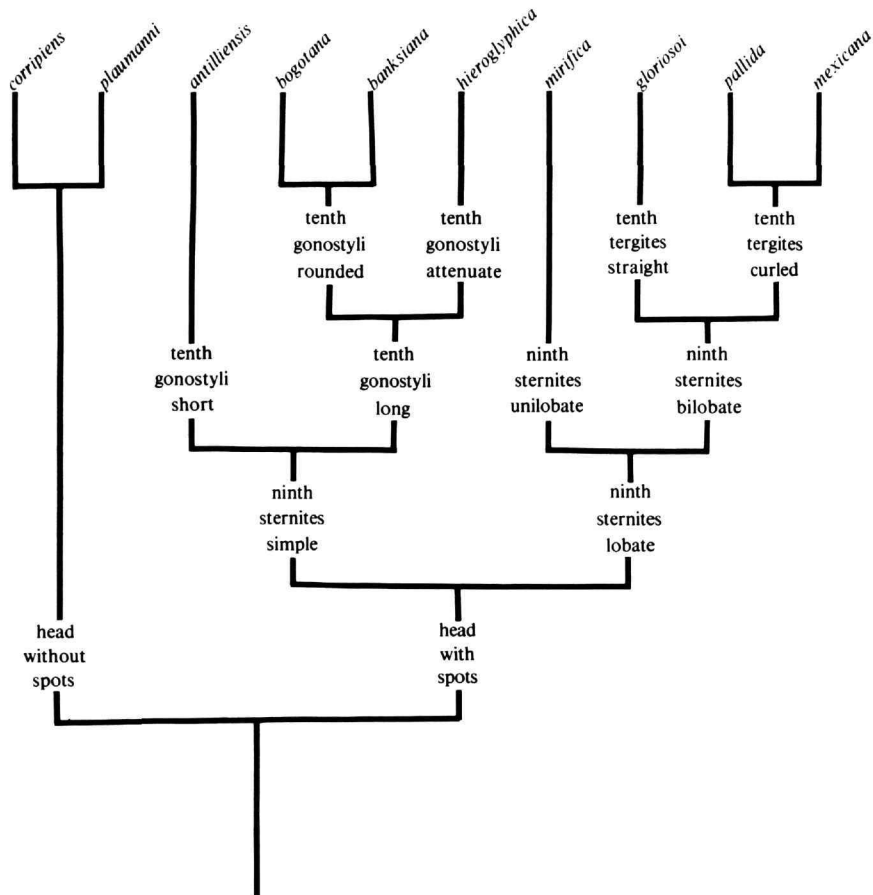 corripiens
plaumanni
antilliensis
bogotana
banksiana
hieroglyphica
mirifica
gloriosoi
pallida
mexicana
tenth
gonostyli
rounded
tenth
gonostyli
attenuate
tenth
tergites
straight
tenth
tergites
curled
tenth
gonostyli
short
tenth
gonostyli
long
ninth
sternites
unilobate
ninth
sternites
bilobate
ninth
sternites
simple
ninth
sternites
lobate
head
without
spots
head
with
spots